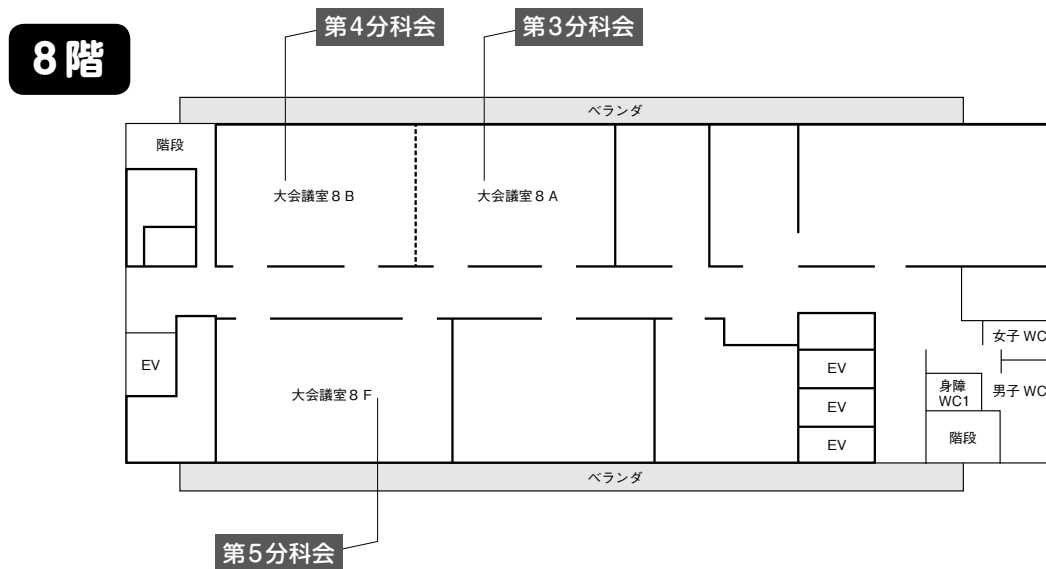 第4分科会
第3分科会
8階
ベランダ
階段
大会議室8B
大会議室8A
EV
女子 WC
EV
身障
WC1
男子 WC
大会議室8F
EV
階段
EV
ベランダ
第5分科会